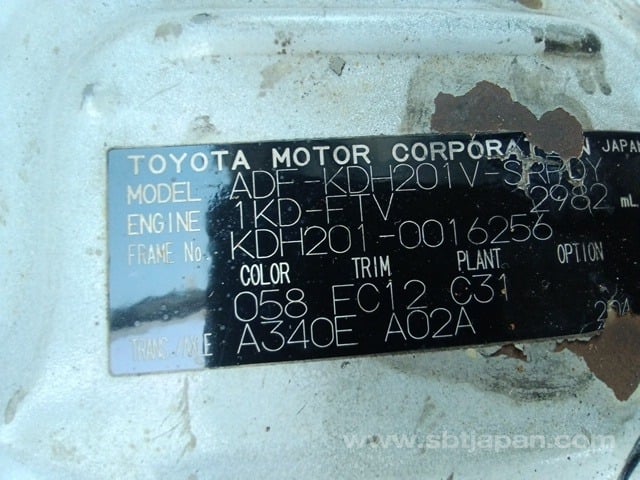 TOYOTA MOTOR CORPORATION JAPAN
MODEL ADF-KDH201V-SRPDY
ENGINE 1KD-FTV 2982 mL
FRAME No. KDH201-0016256
COLOR TRIM PLANT OPTION
058 FC12 C31
TRANS./AXLE A340E A02A
www.sbtjapan.com